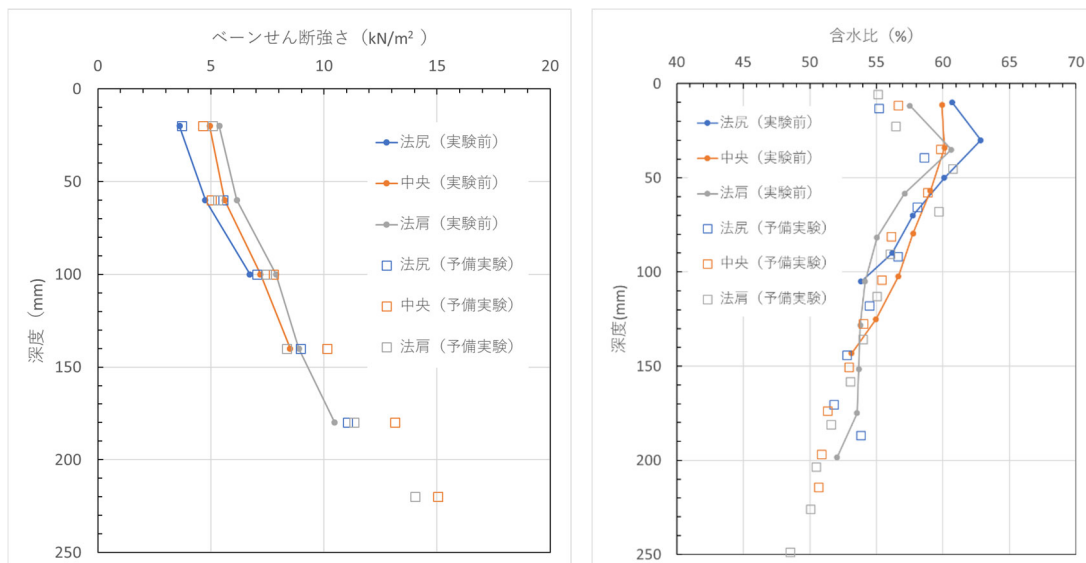 ベーンせん断強さ（kN/m²）
0 5 10 15 20
0
50
100
150
200
250
深度（mm）
法尻（実験前）
中央（実験前）
法肩（実験前）
法尻（予備実験）
中央（予備実験）
法肩（予備実験）
含水比（%）
40 45 50 55 60 65 70
0
50
100
150
200
250
深度(mm)
法尻（実験前）
中央（実験前）
法肩（実験前）
法尻（予備実験）
中央（予備実験）
法肩（予備実験）